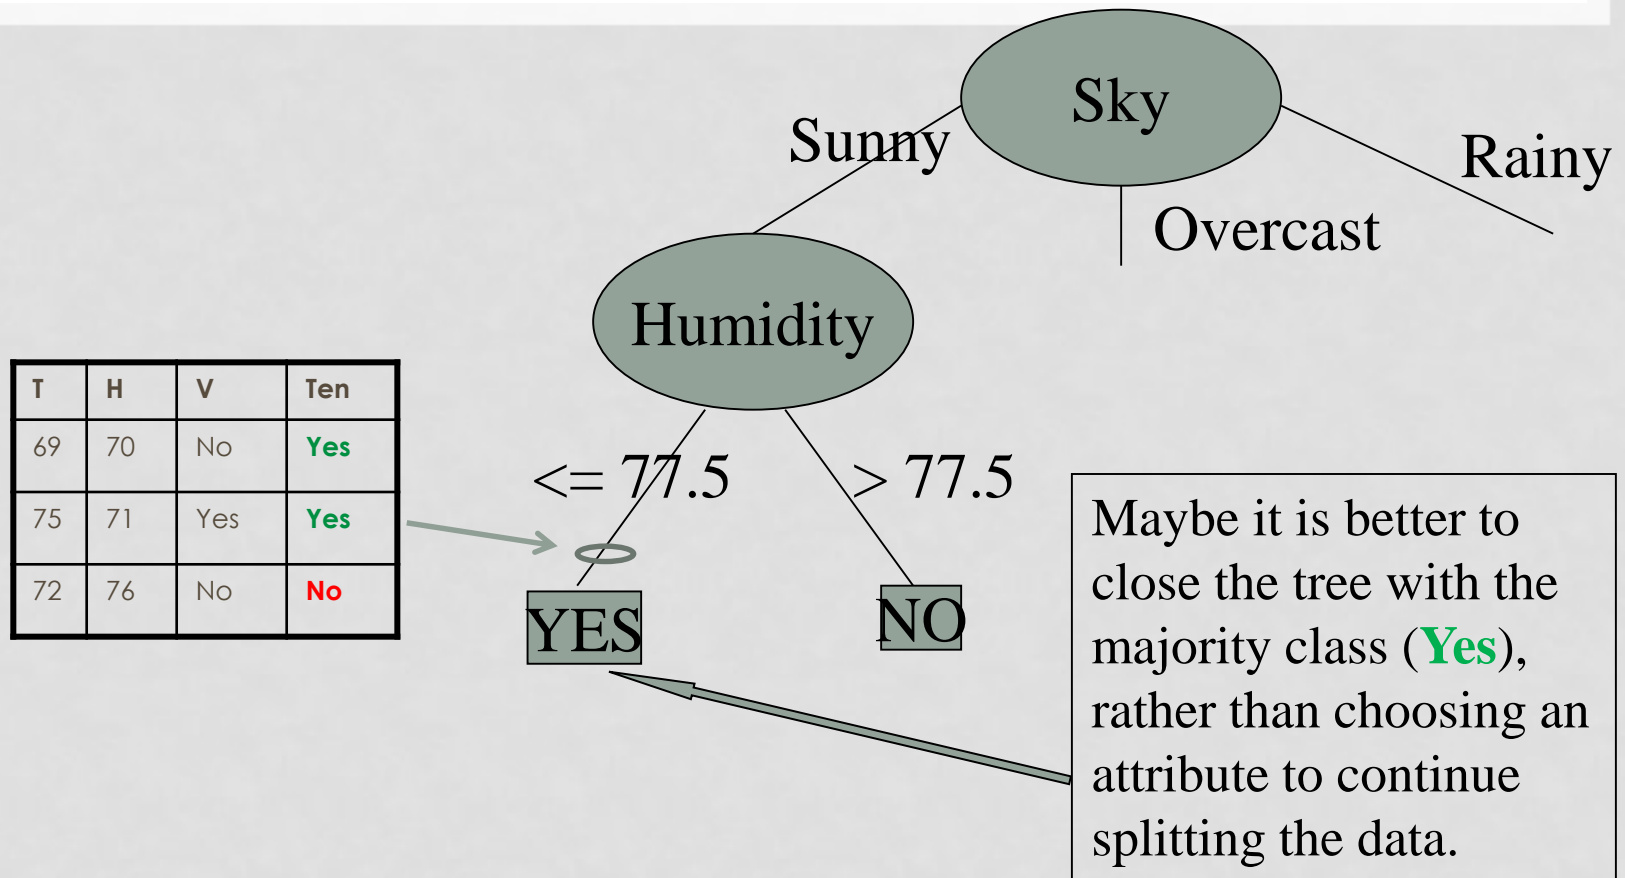 Sky
Sunny
Rainy
Overcast
Humidity
T H V Ten
69 70 No Yes
75 71 Yes Yes
72 76 No No
<= 77.5
> 77.5
YES
NO
Maybe it is better to
close the tree with the
majority class (Yes),
rather than choosing an
attribute to continue
splitting the data.